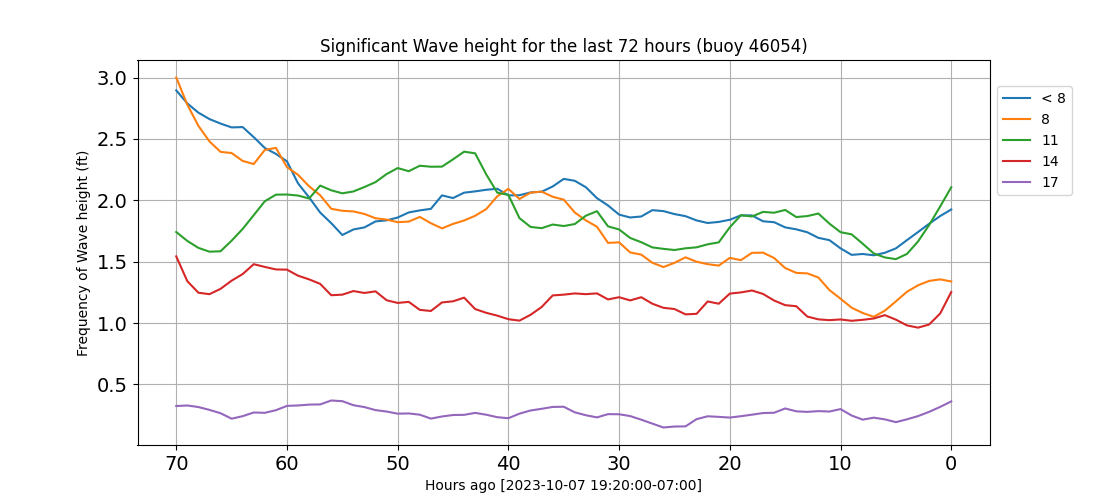 Significant Wave height for the last 72 hours (buoy 46054)
Frequency of Wave height (ft)
3.0
2.5
2.0
1.5
1.0
0.5
70 60 50 40 30 20 10 0
Hours ago [2023-10-07 19:20:00-07:00]
< 8
8
11
14
17